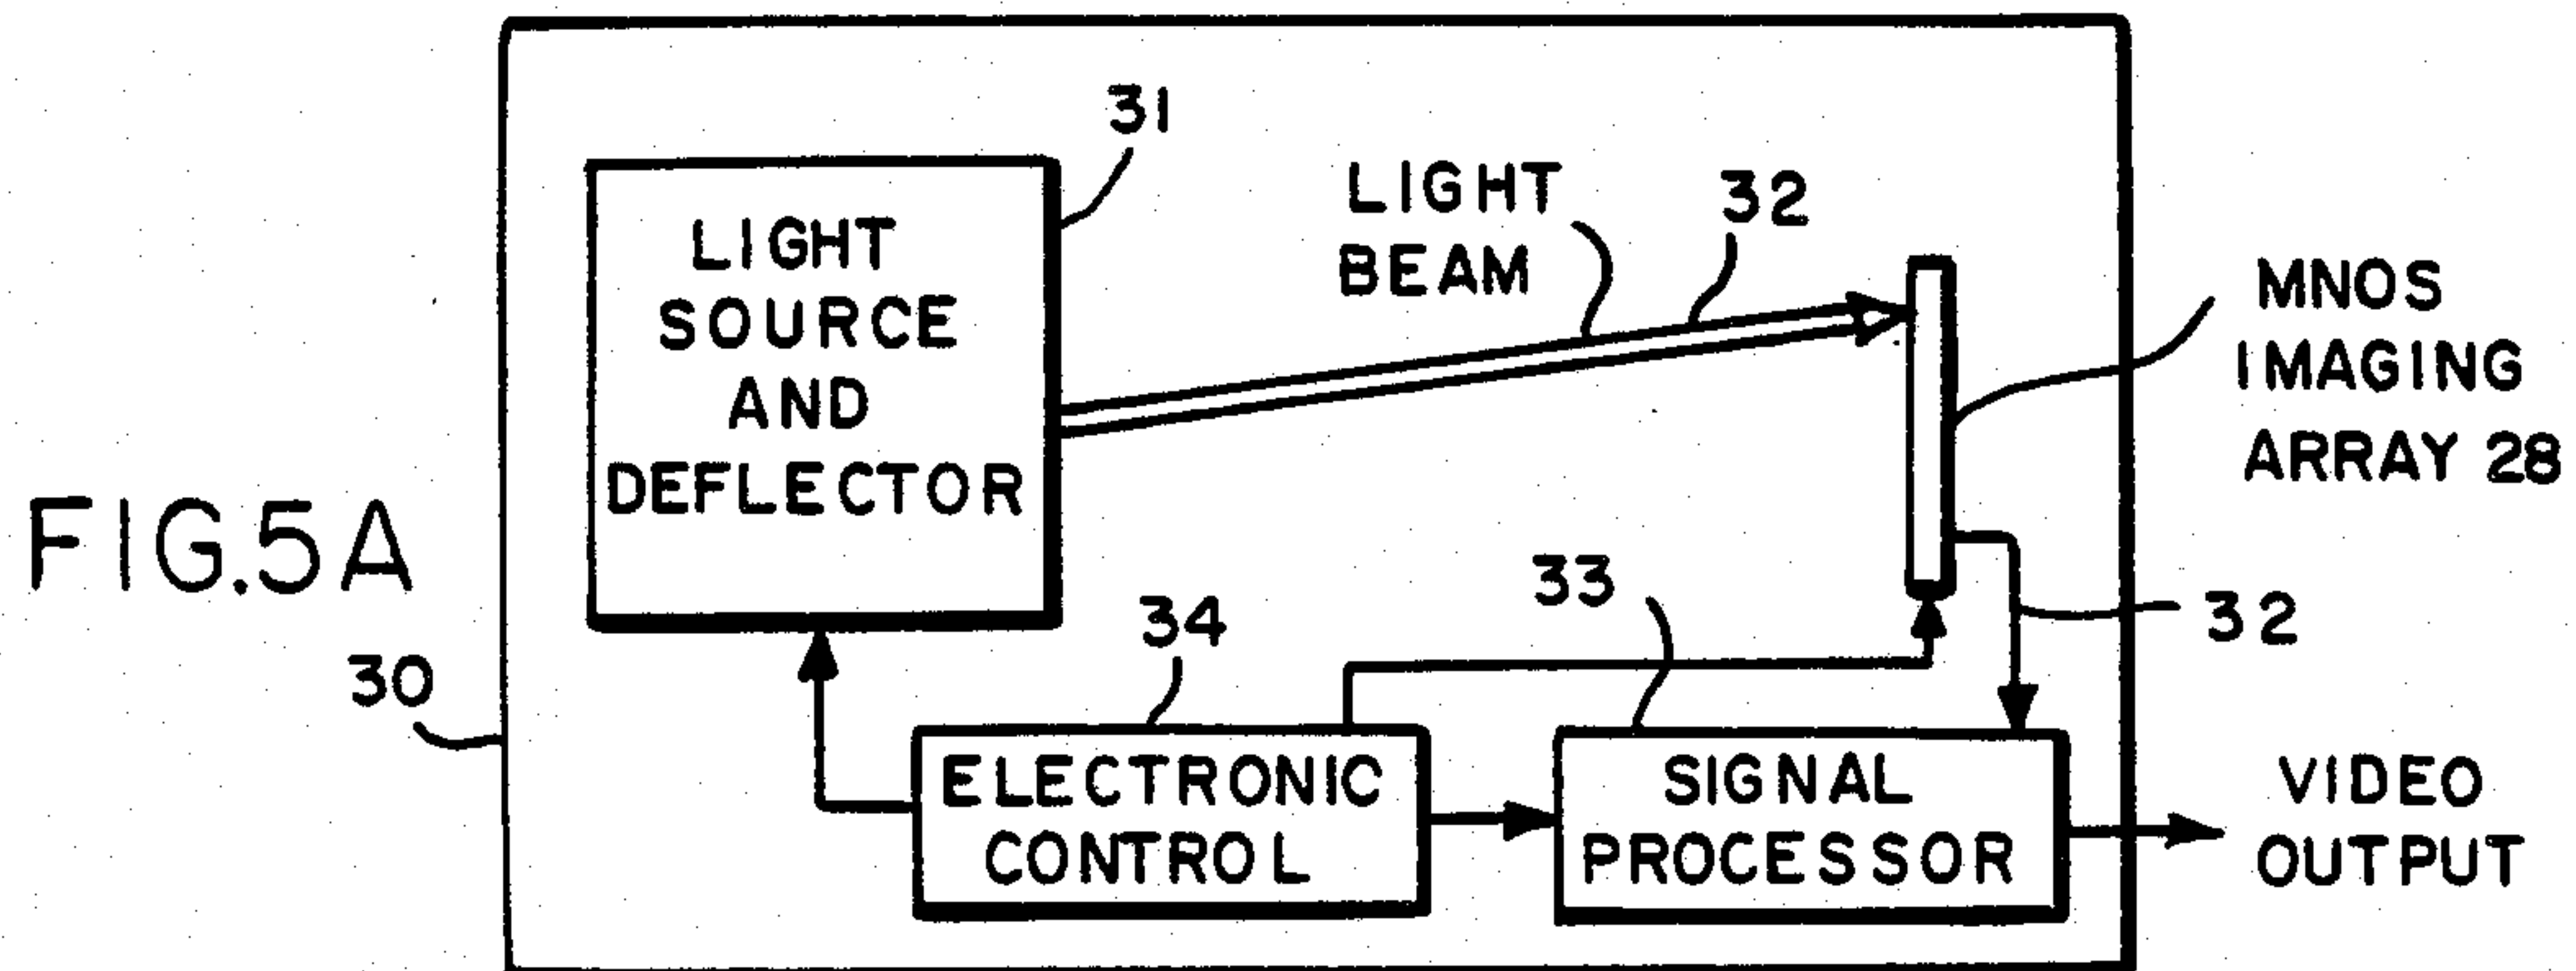 FIG.5A
30
31
LIGHT
SOURCE
AND
DEFLECTOR
LIGHT
BEAM
32
MNOS
IMAGING
ARRAY 28
32
33
34
ELECTRONIC
CONTROL
SIGNAL
PROCESSOR
VIDEO
OUTPUT